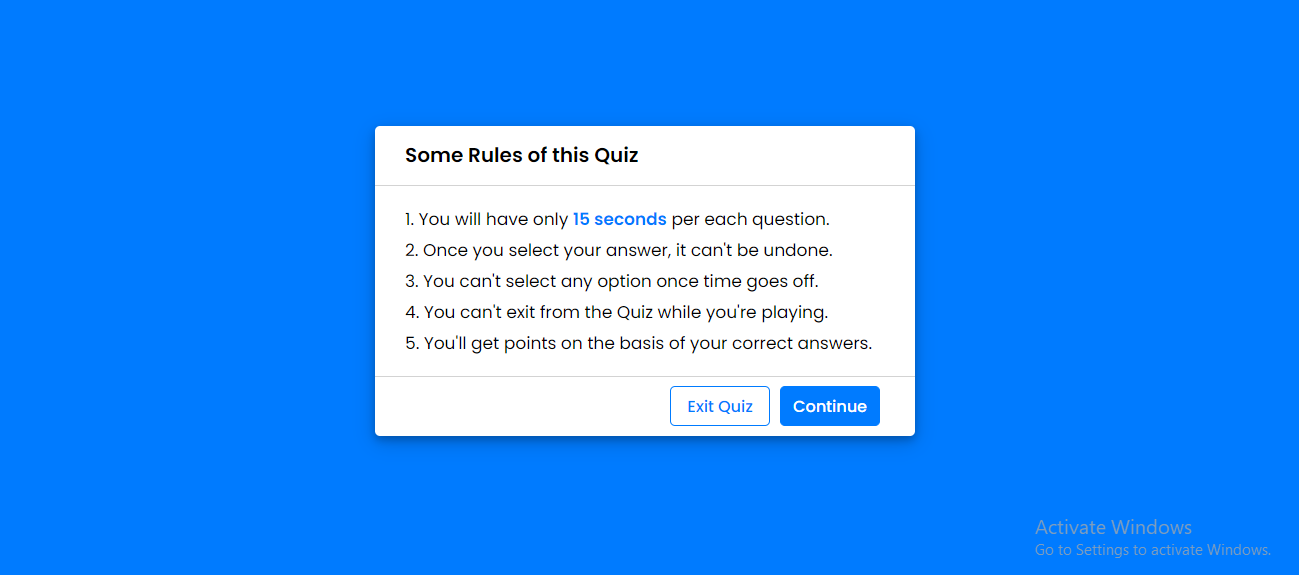 Some Rules of this Quiz
1. You will have only 15 seconds per each question.
2. Once you select your answer, it can't be undone.
3. You can't select any option once time goes off.
4. You can't exit from the Quiz while you're playing.
5. You'll get points on the basis of your correct answers.
Exit Quiz Continue
Activate Windows
Go to Settings to activate Windows.